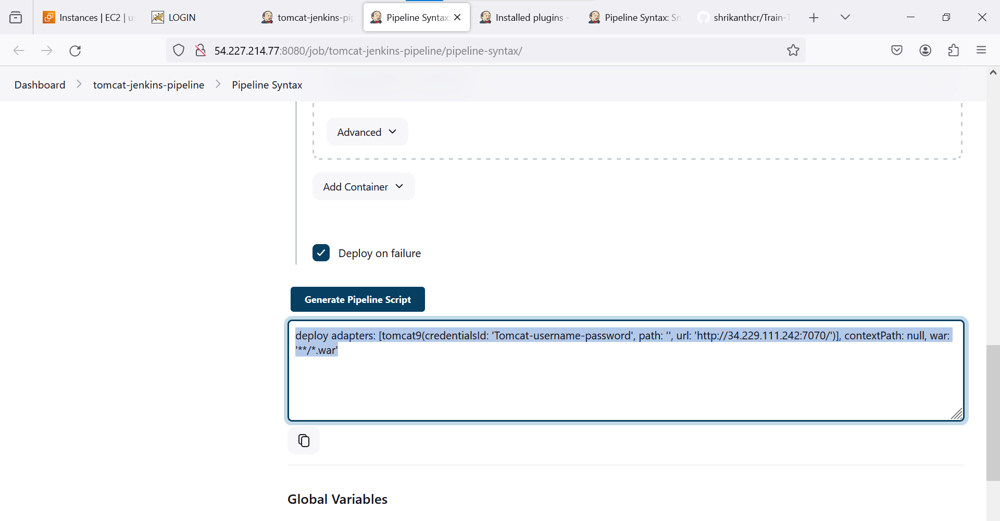 Instances | EC2 | us
LOGIN
tomcat-jenkins-pip
Pipeline Syntax:
Installed plugins -
Pipeline Syntax: Sn
shrikanthcr/Train-T
54.227.214.77:8080/job/tomcat-jenkins-pipeline/pipeline-syntax/
Dashboard
tomcat-jenkins-pipeline
Pipeline Syntax
Advanced
Add Container
Deploy on failure
Generate Pipeline Script
deploy adapters: [tomcat9(credentialsId: 'Tomcat-username-password', path: '', url: 'http://34.229.111.242:7070/')], contextPath: null, war:
'**/*.war'
Global Variables